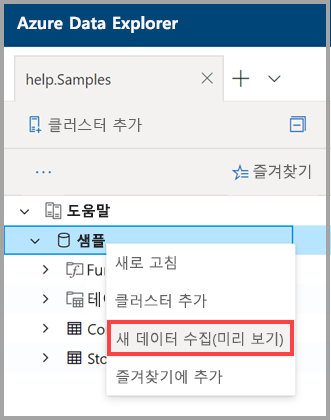 Azure Data Explorer
help.Samples
클러스터 추가
...
즐겨찾기
도움말
샘플
새로 고침
Fu
클러스터 추가
테
새 데이터 수집(미리 보기)
Co
Sto
즐겨찾기에 추가